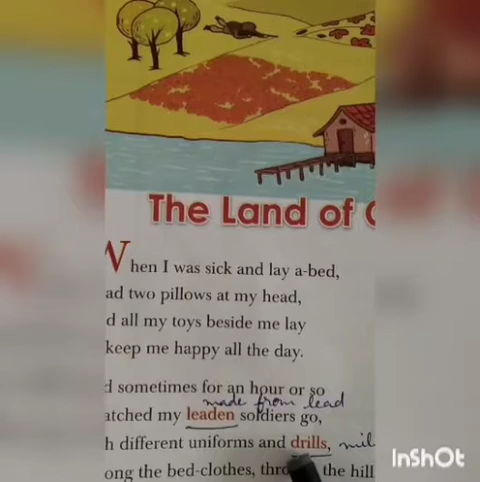 The Land of
When I was sick and lay a-bed,
ad two pillows at my head,
d all my toys beside me lay
keep me happy all the day.
d sometimes for an hour or so
made from lead
atched my leaden soldiers go,
h different uniforms and drills, mil
ong the bed-clothes, the hill
InShOt